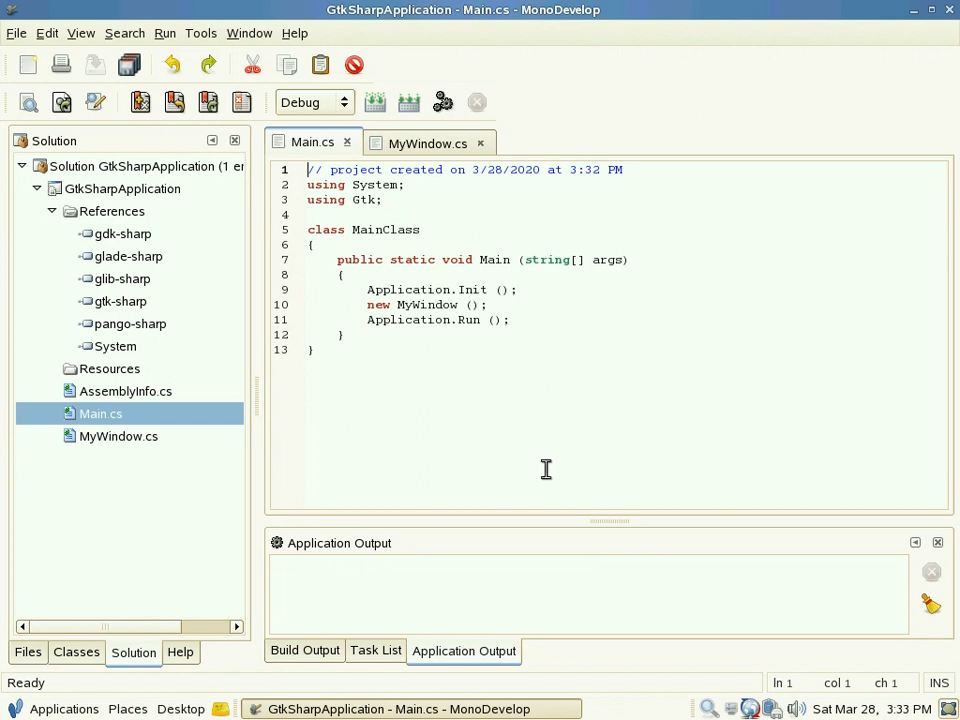 GtkSharpApplication - Main.cs - MonoDevelop
File Edit View Search Run Tools Window Help
Debug
Solution
Main.cs
MyWindow.cs
Solution GtkSharpApplication (1 er
GtkSharpApplication
References
gdk-sharp
glade-sharp
glib-sharp
gtk-sharp
pango-sharp
System
Resources
AssemblyInfo.cs
Main.cs
MyWindow.cs
Files Classes Solution Help
1 // project created on 3/28/2020 at 3:32 PM
2 using System;
3 using Gtk;
4
5 class MainClass
6 {
7 public static void Main (string[] args)
8 {
9 Application.Init ();
10 new MyWindow ();
11 Application.Run ();
12 }
13 }
Application Output
Build Output Task List Application Output
Ready ln 1 col 1 ch 1 INS
Applications Places Desktop GtkSharpApplication - Main.cs - MonoDevelop Sat Mar 28, 3:33 PM